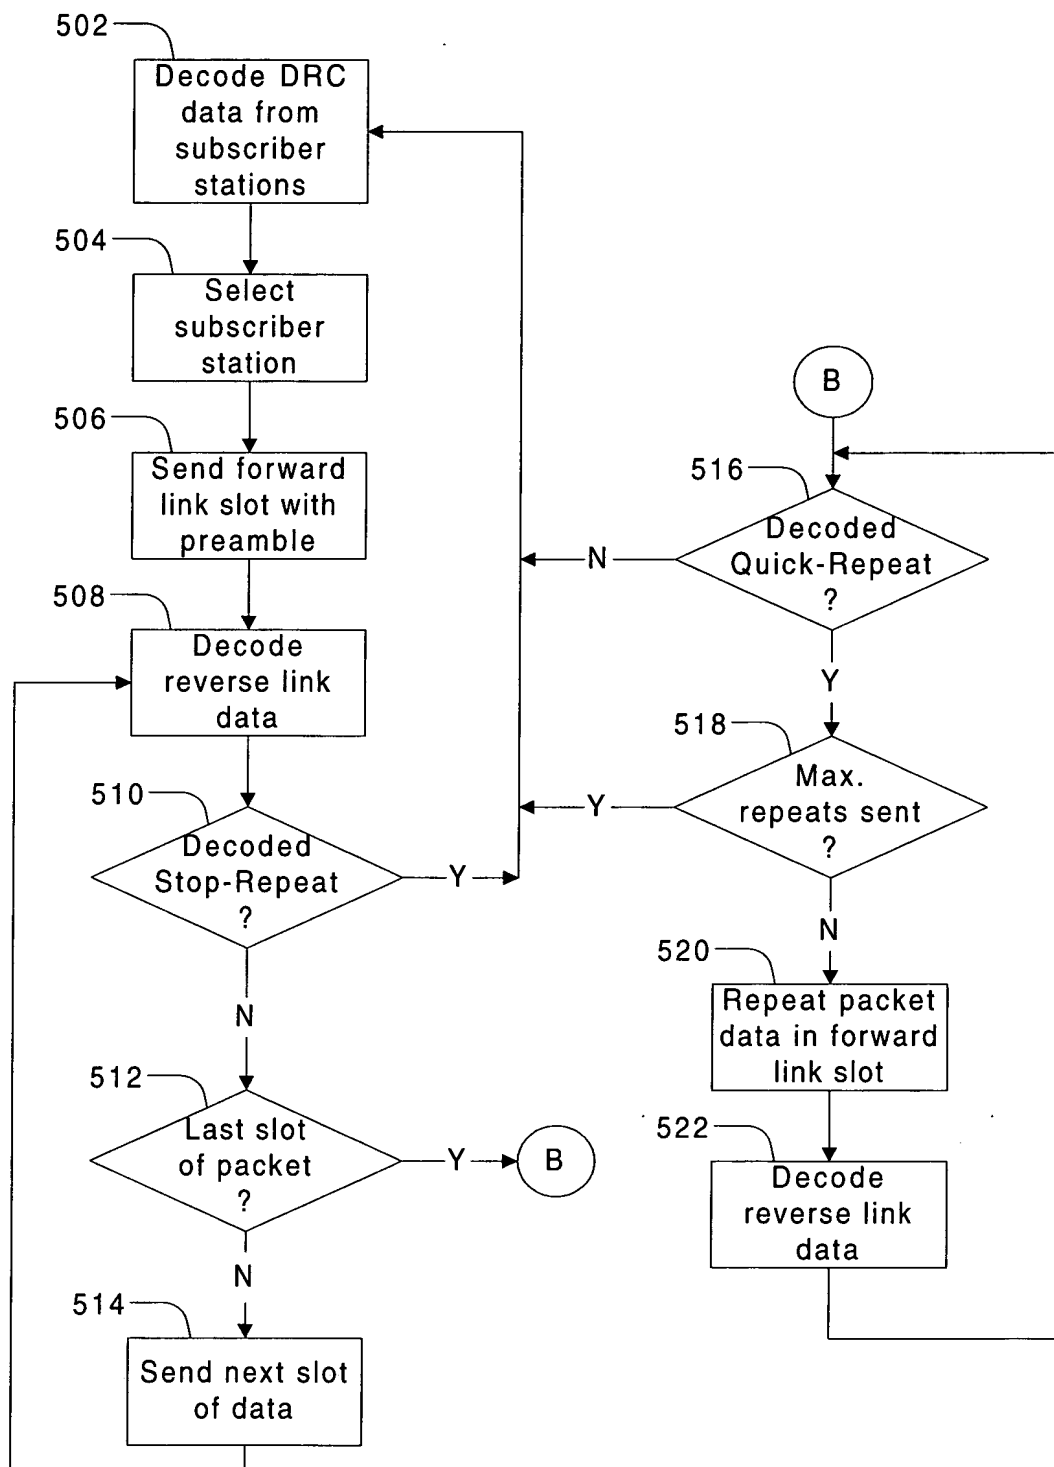 502
Decode DRC
data from
subscriber
stations
504
Select
subscriber
station
506
Send forward
link slot with
preamble
508
Decode
reverse link
data
510
Decoded
Stop-Repeat
?
Y
N
512
Last slot
of packet
?
Y
B
N
514
Send next slot
of data
B
516
Decoded
Quick-Repeat
?
N
Y
518
Max.
repeats sent
?
Y
N
520
Repeat packet
data in forward
link slot
522
Decode
reverse link
data